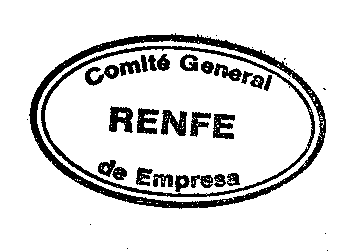 Comité General
RENFE
de Empresa